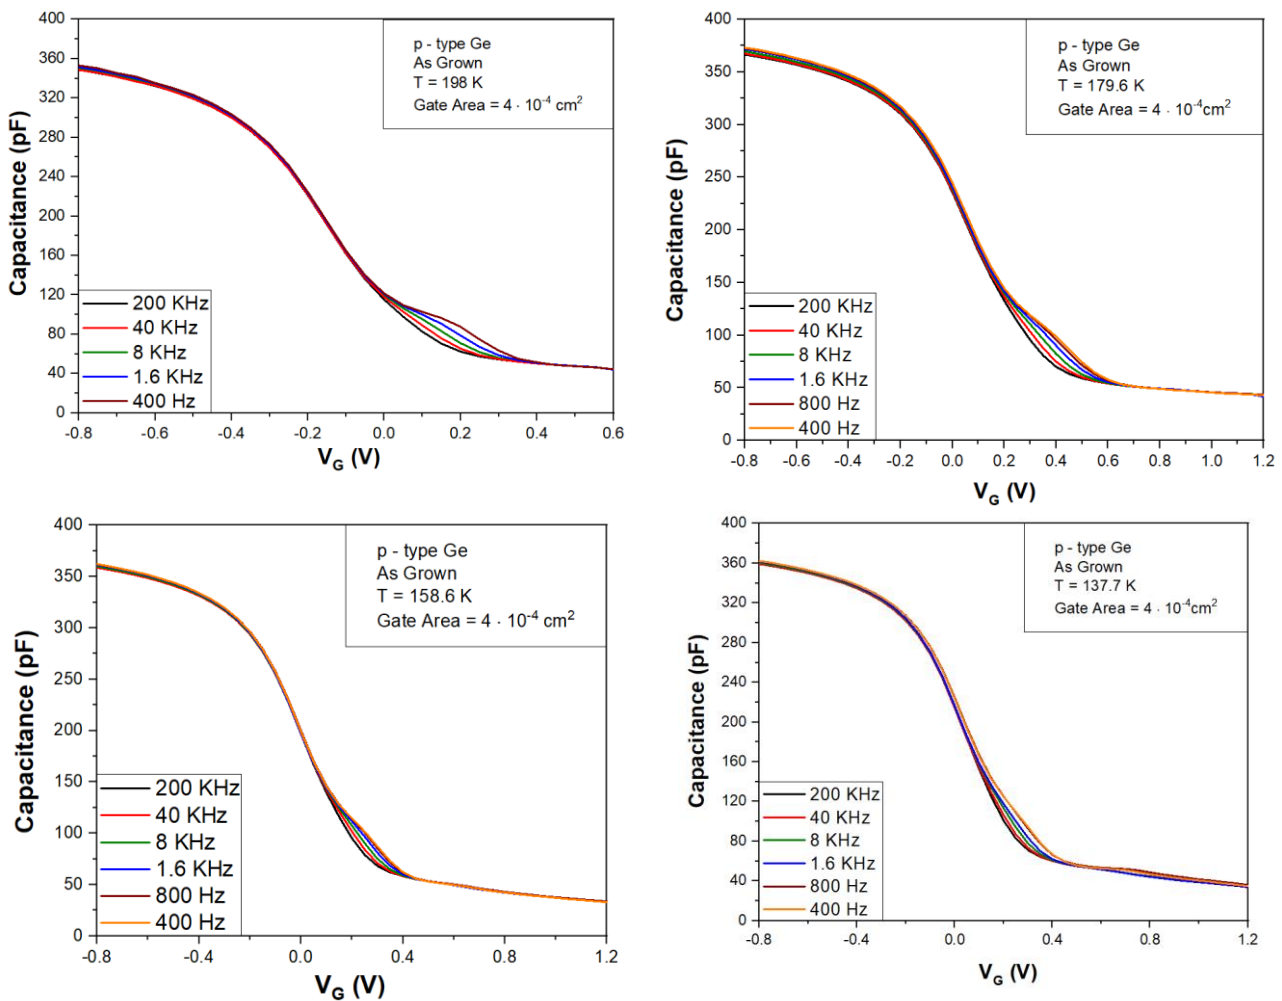 400
360
320
280
240
200
160
120
80
40
0
Capacitance (pF)
p - type Ge
As Grown
T = 198 K
Gate Area = 4 · 10⁻⁴ cm²
200 KHz
40 KHz
8 KHz
1.6 KHz
400 Hz
-0.8 -0.6 -0.4 -0.2 0.0 0.2 0.4 0.6
V_G (V)
400
350
300
250
200
150
100
50
0
Capacitance (pF)
p - type Ge
As Grown
T = 179.6 K
Gate Area = 4 · 10⁻⁴cm²
200 KHz
40 KHz
8 KHz
1.6 KHz
800 Hz
400 Hz
-0.8 -0.6 -0.4 -0.2 0.0 0.2 0.4 0.6 0.8 1.0 1.2
V_G (V)
400
350
300
250
200
150
100
50
0
Capacitance (pF)
p - type Ge
As Grown
T = 158.6 K
Gate Area = 4 · 10⁻⁴ cm²
200 KHz
40 KHz
8 KHz
1.6 KHz
800 Hz
400 Hz
-0.8 -0.4 0.0 0.4 0.8 1.2
V_G (V)
400
360
320
280
240
200
160
120
80
40
0
Capacitance (pF)
p - type Ge
As Grown
T = 137.7 K
Gate Area = 4 · 10⁻⁴cm²
200 KHz
40 KHz
8 KHz
1.6 KHz
800 Hz
400 Hz
-0.8 -0.4 0.0 0.4 0.8 1.2
V_G (V)